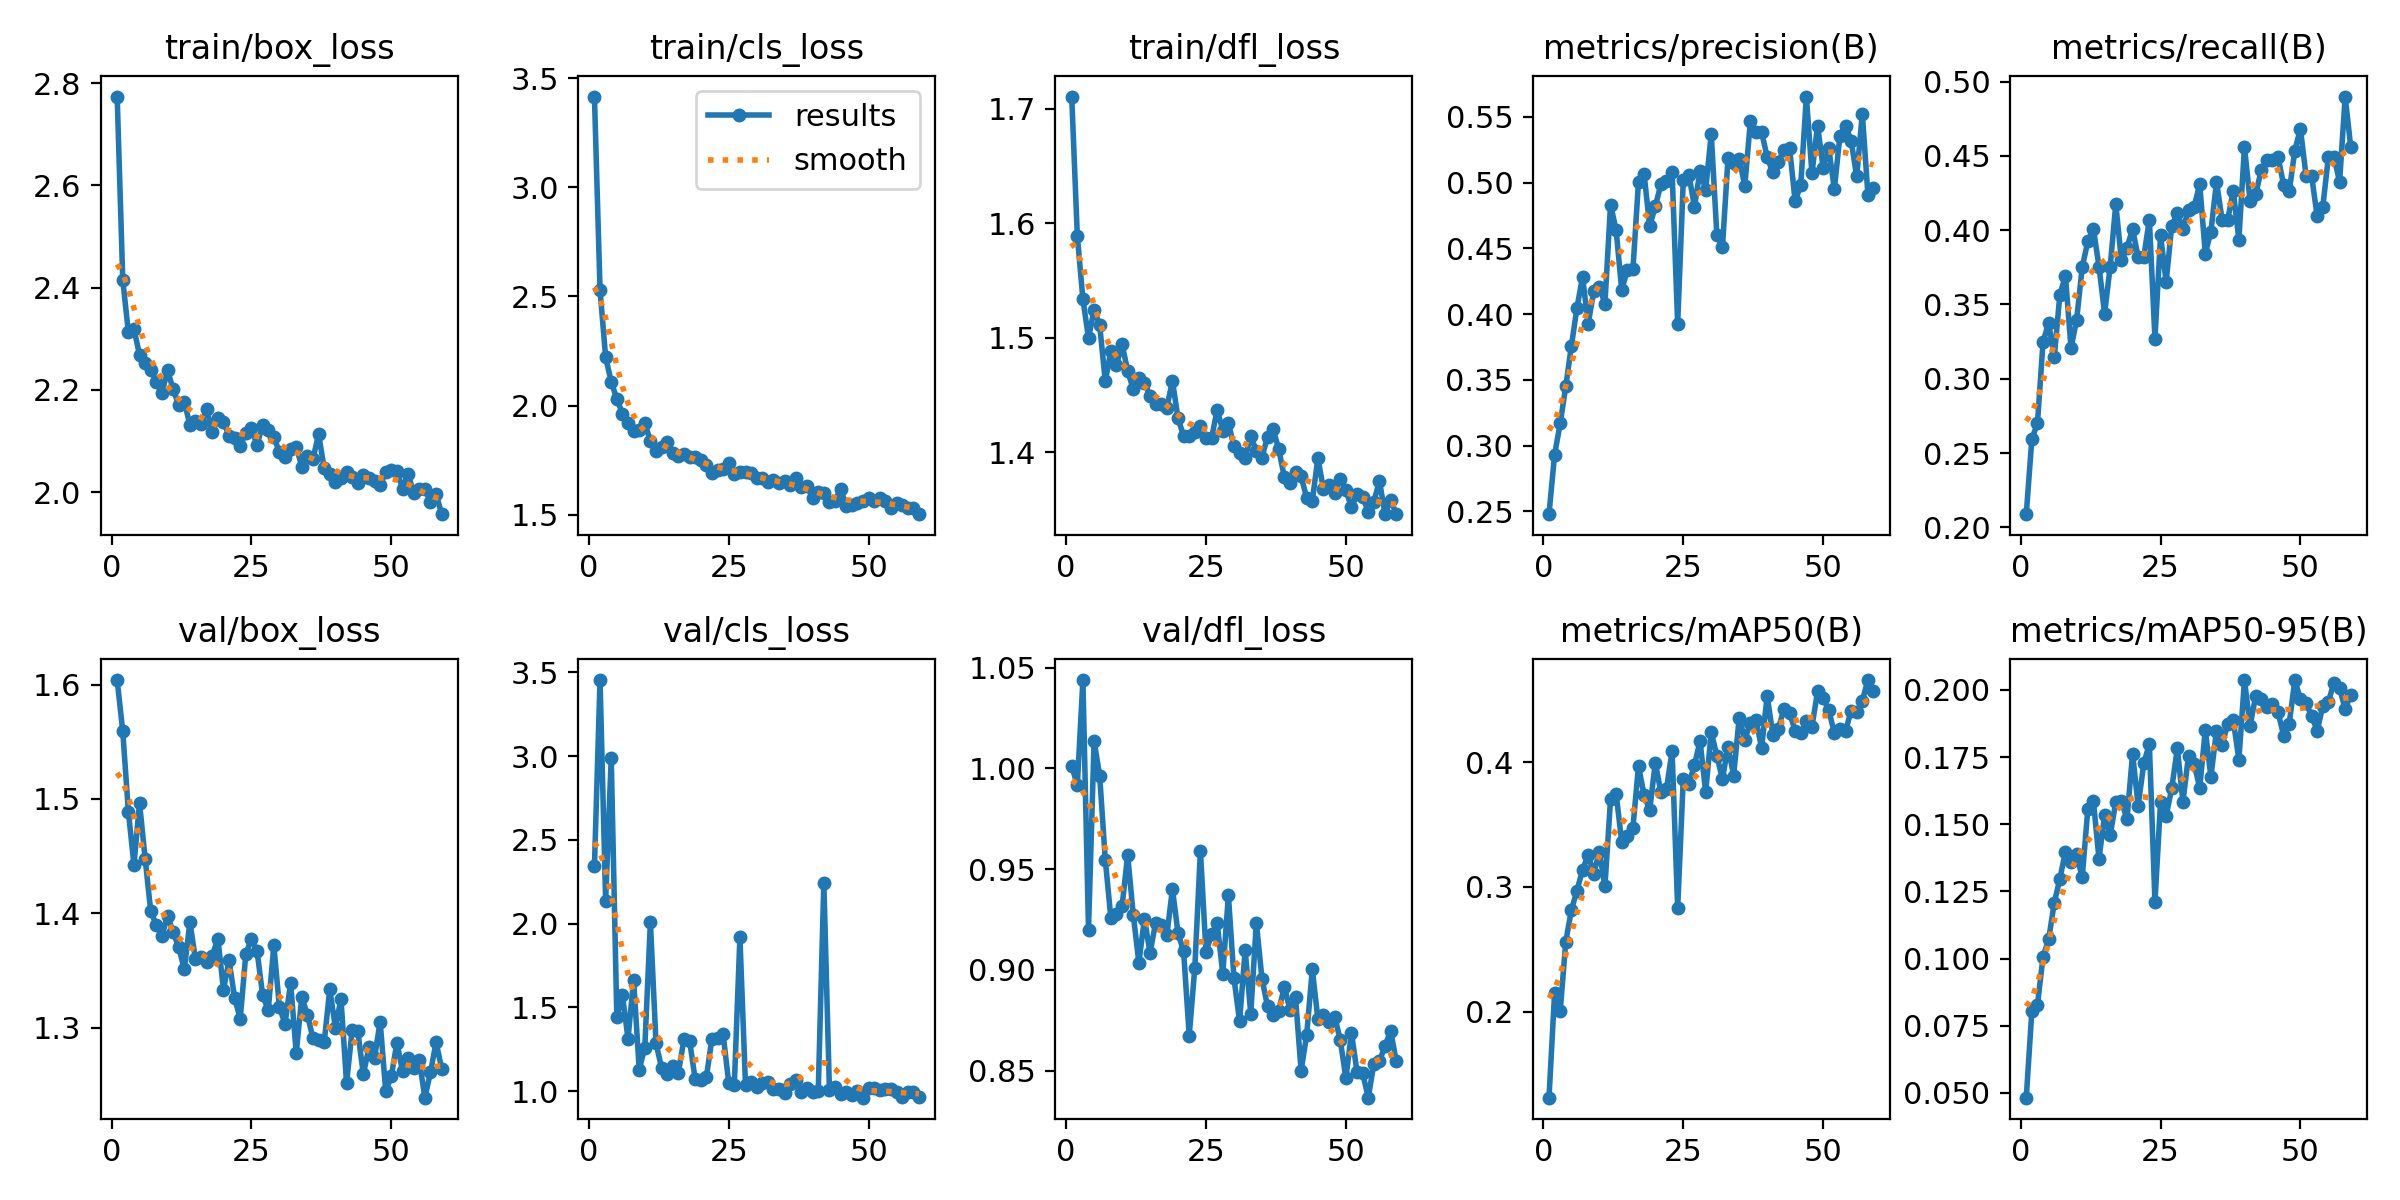 train/box_loss
2.8
2.6
2.4
2.2
2.0
0 25 50
train/cls_loss
3.5
3.0
2.5
2.0
1.5
0 25 50
results
smooth
train/dfl_loss
1.7
1.6
1.5
1.4
0 25 50
metrics/precision(B)
0.55
0.50
0.45
0.40
0.35
0.30
0.25
0 25 50
metrics/recall(B)
0.50
0.45
0.40
0.35
0.30
0.25
0.20
0 25 50
val/box_loss
1.6
1.5
1.4
1.3
0 25 50
val/cls_loss
3.5
3.0
2.5
2.0
1.5
1.0
0 25 50
val/dfl_loss
1.05
1.00
0.95
0.90
0.85
0 25 50
metrics/mAP50(B)
0.4
0.3
0.2
0 25 50
metrics/mAP50-95(B)
0.200
0.175
0.150
0.125
0.100
0.075
0.050
0 25 50